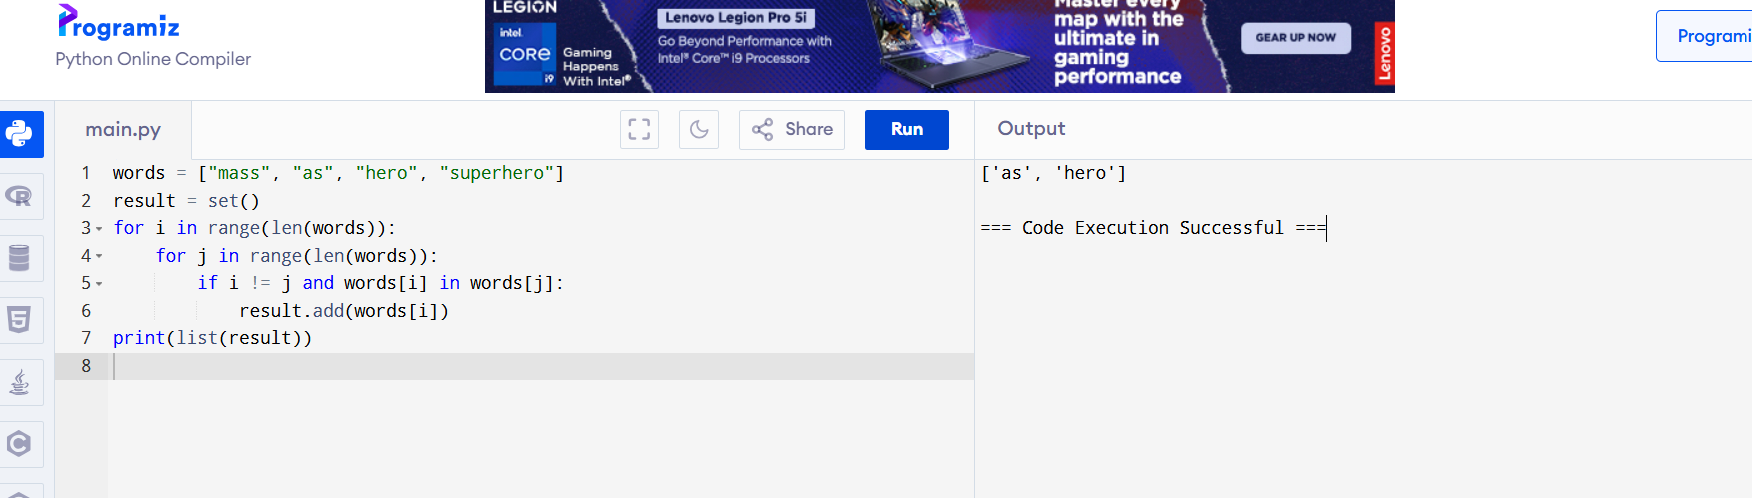 Programiz
Python Online Compiler
LEGION
intel.
CORE
i9
Gaming
Happens
With Intel®
Lenovo Legion Pro 5i
Go Beyond Performance with
Intel® Core™ i9 Processors
Master every
map with the
ultimate in
gaming
performance
GEAR UP NOW
Lenovo
Programi
main.py
Share
Run
Output
1 words = ["mass", "as", "hero", "superhero"]
2 result = set()
3 for i in range(len(words)):
4     for j in range(len(words)):
5         if i != j and words[i] in words[j]:
6             result.add(words[i])
7 print(list(result))
8
['as', 'hero']
=== Code Execution Successful ===